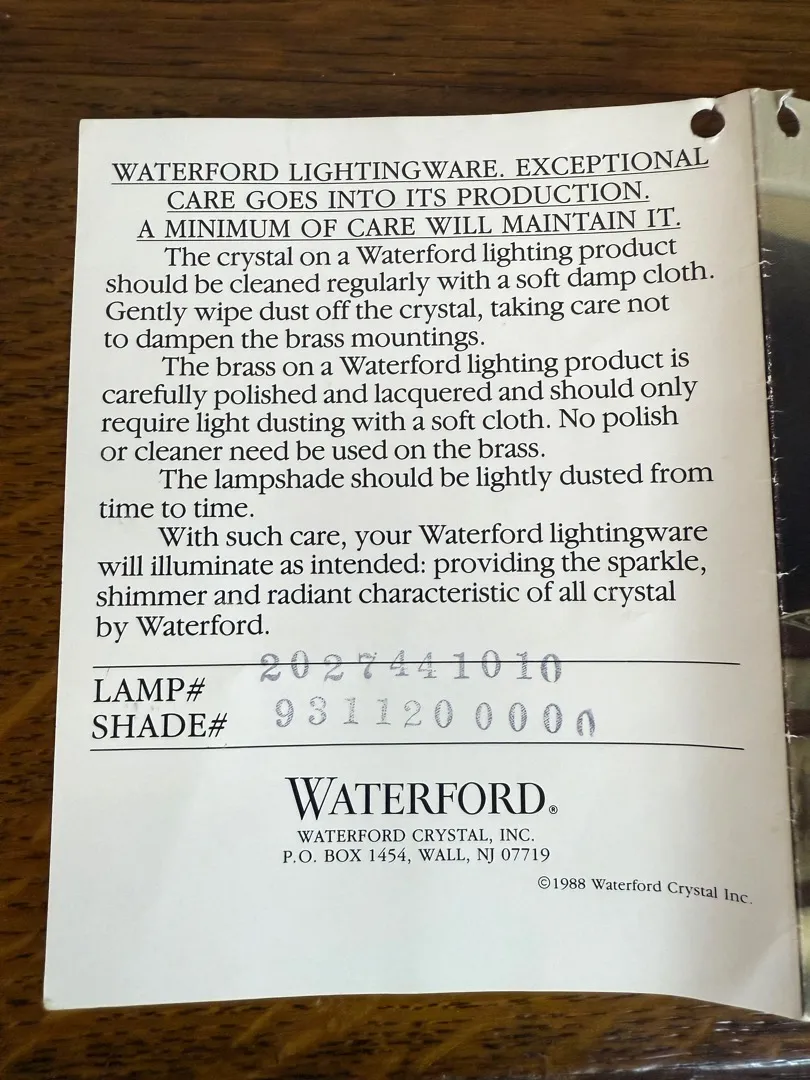 WATERFORD LIGHTINGWARE. EXCEPTIONAL
CARE GOES INTO ITS PRODUCTION.
A MINIMUM OF CARE WILL MAINTAIN IT.
The crystal on a Waterford lighting product
should be cleaned regularly with a soft damp cloth.
Gently wipe dust off the crystal, taking care not
to dampen the brass mountings.
The brass on a Waterford lighting product is
carefully polished and lacquered and should only
require light dusting with a soft cloth. No polish
or cleaner need be used on the brass.
The lampshade should be lightly dusted from
time to time.
With such care, your Waterford lightingware
will illuminate as intended: providing the sparkle,
shimmer and radiant characteristic of all crystal
by Waterford.
LAMP# 2027441010
SHADE# 9311200000
WATERFORD®
WATERFORD CRYSTAL, INC.
P.O. BOX 1454, WALL, NJ 07719
©1988 Waterford Crystal Inc.